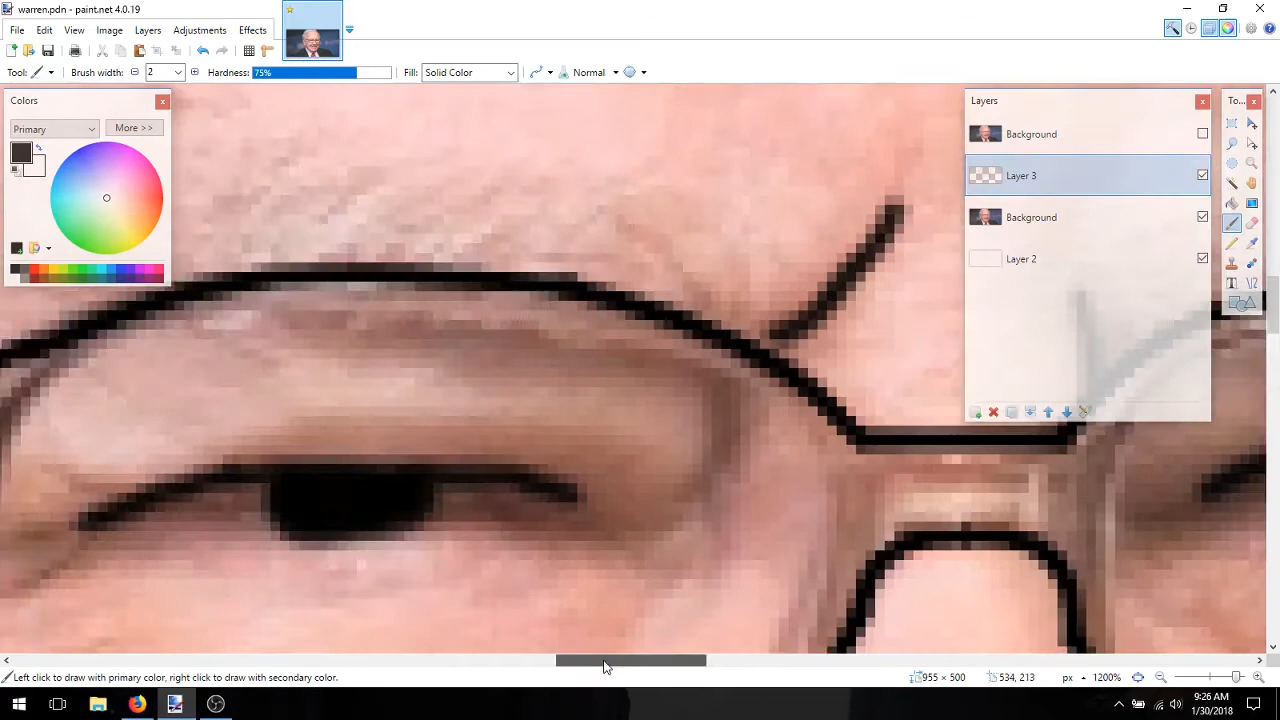 warren.pdn - paint.net 4.0.19
File Edit View Image Layers Adjustments Effects
Tool: Brush width: 2 Hardness: 75% Fill: Solid Color Normal
Colors
Primary More >>
Layers
Background
Layer 3
Background
Layer 2
To...
Left click to draw with primary color, right click to draw with secondary color. 955 × 500 534, 213 px 1200%
9:26 AM
1/30/2018